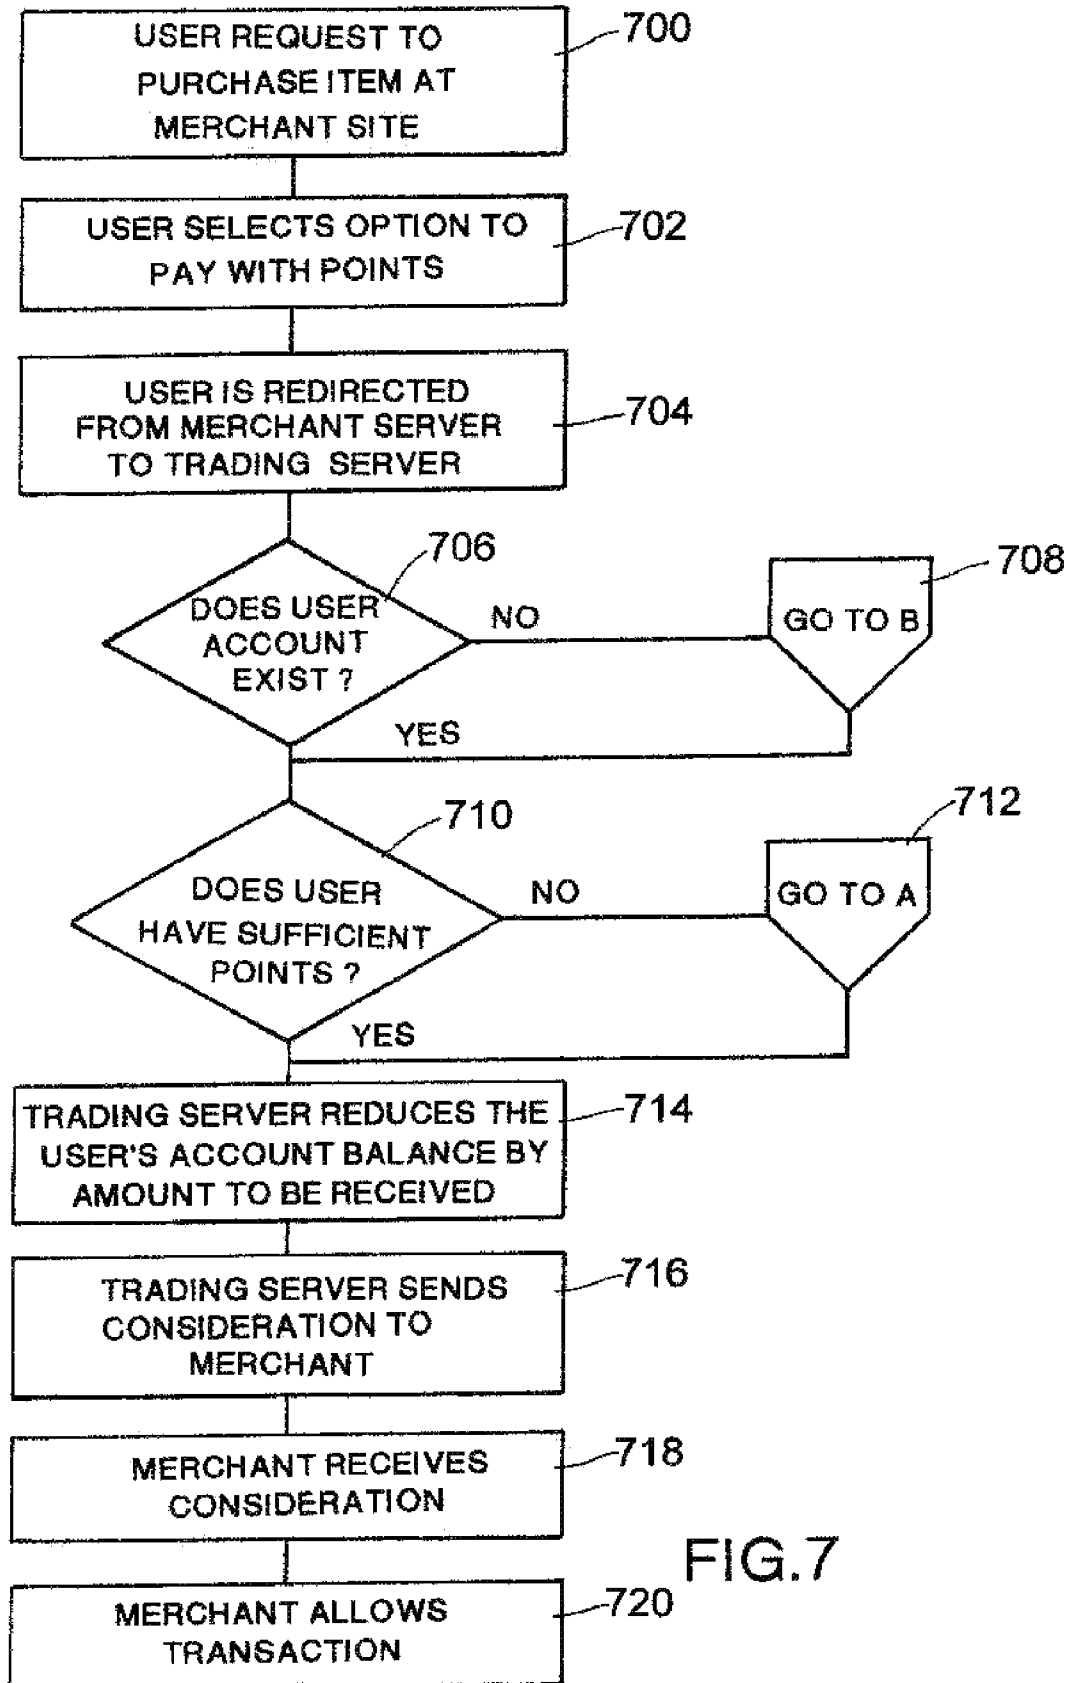 USER REQUEST TO
PURCHASE ITEM AT
MERCHANT SITE
700
USER SELECTS OPTION TO
PAY WITH POINTS
702
USER IS REDIRECTED
FROM MERCHANT SERVER
TO TRADING SERVER
704
706
DOES USER
ACCOUNT
EXIST ?
NO
708
GO TO B
YES
710
DOES USER
HAVE SUFFICIENT
POINTS ?
NO
712
GO TO A
YES
TRADING SERVER REDUCES THE
USER'S ACCOUNT BALANCE BY
AMOUNT TO BE RECEIVED
714
TRADING SERVER SENDS
CONSIDERATION TO
MERCHANT
716
MERCHANT RECEIVES
CONSIDERATION
718
FIG.7
MERCHANT ALLOWS
TRANSACTION
720